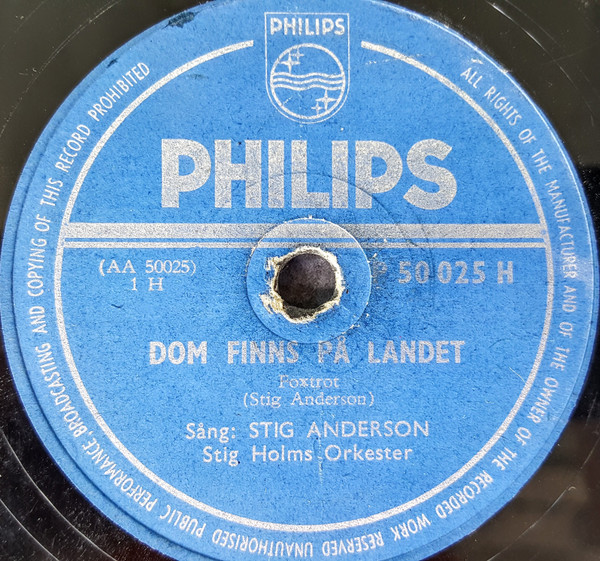 PHILIPS
PHILIPS
(AA 50025)
1 H
50 025 H
DOM FINNS PÅ LANDET
Foxtrot
(Stig Anderson)
Sång: STIG ANDERSON
Stig Holms Orkester
ALL RIGHTS OF THE MANUFACTURER AND OF THE OWNER OF THE RECORDED WORK RESERVED UNAUTHORISED PUBLIC PERFORMANCE BROADCASTING AND COPYING OF THIS RECORD PROHIBITED